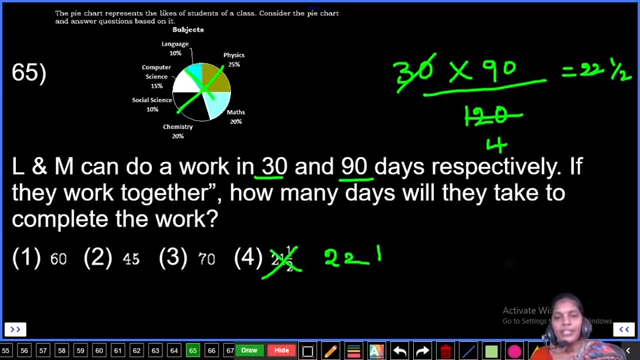 The pie chart represents the likes of students of a class. Consider the pie chart
and answer questions based on it.
Subjects
Language
10%
Physics
25%
Computer
Science
15%
Social Science
10%
Chemistry
20%
Maths
20%
65)
30 X 90
120
4
= 22 1/2
L & M can do a work in 30 and 90 days respectively. If
they work together", how many days will they take to
complete the work?
(1) 60 (2) 45 (3) 70 (4) 21 1/2 22 1
Activate Win
Go to Settings
>> <<
55 56 57 58 59 60 61 62 63 64 65 66 67 Draw Hide